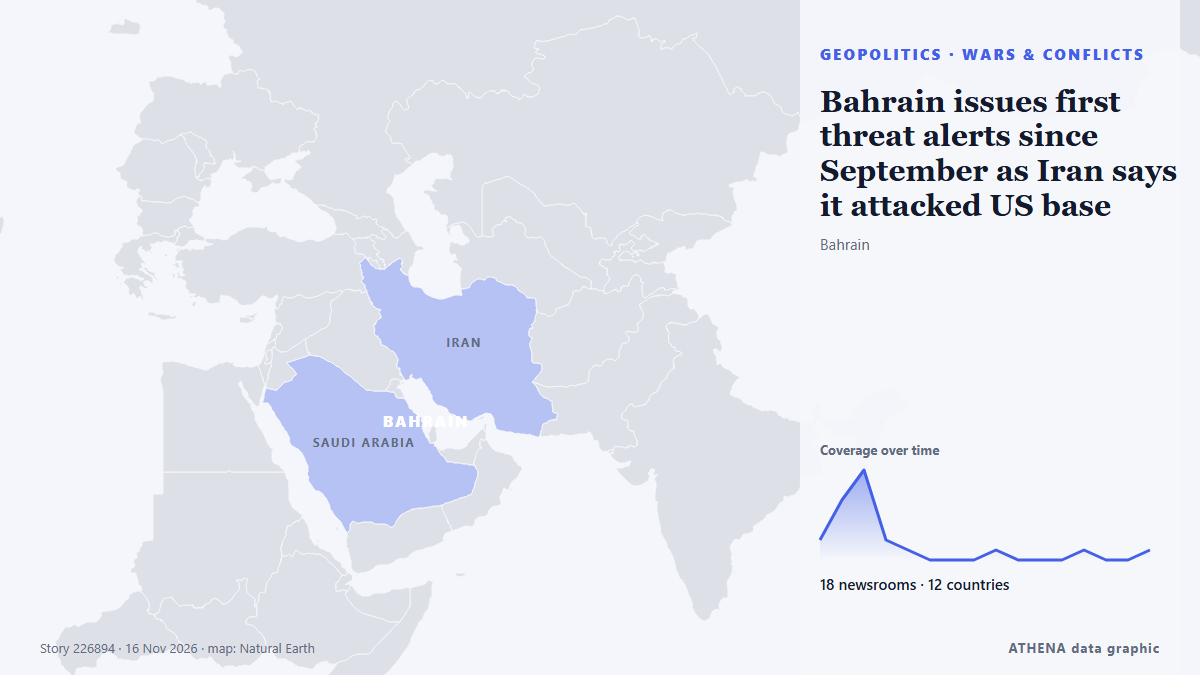 GEOPOLITICS · WARS & CONFLICTS
Bahrain issues first
threat alerts since
September as Iran says
it attacked US base
Bahrain
IRAN
BAHRAIN
SAUDI ARABIA
Coverage over time
18 newsrooms · 12 countries
Story 226894 · 16 Nov 2026 · map: Natural Earth
ATHENA data graphic